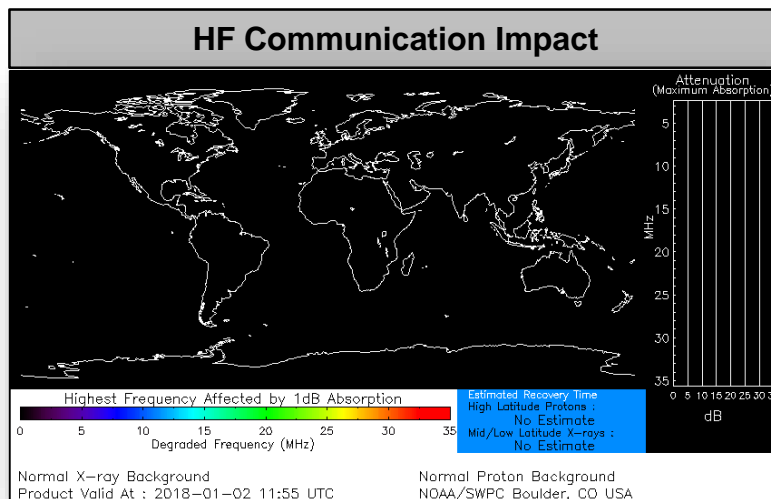 HF Communication Impact
Attenuation
(Maximum Absorption)
5
10
15
20
25
30
35
MHz
0 5 10 15 20 25 30 35
dB
Highest Frequency Affected by 1dB Absorption
0 5 10 15 20 25 30 35
Degraded Frequency (MHz)
Estimated Recovery Time
High Latitude Protons :
No Estimate
Mid/Low Latitude X-rays :
No Estimate
Normal X-ray Background
Product Valid At : 2018-01-02 11:55 UTC
Normal Proton Background
NOAA/SWPC Boulder, CO USA